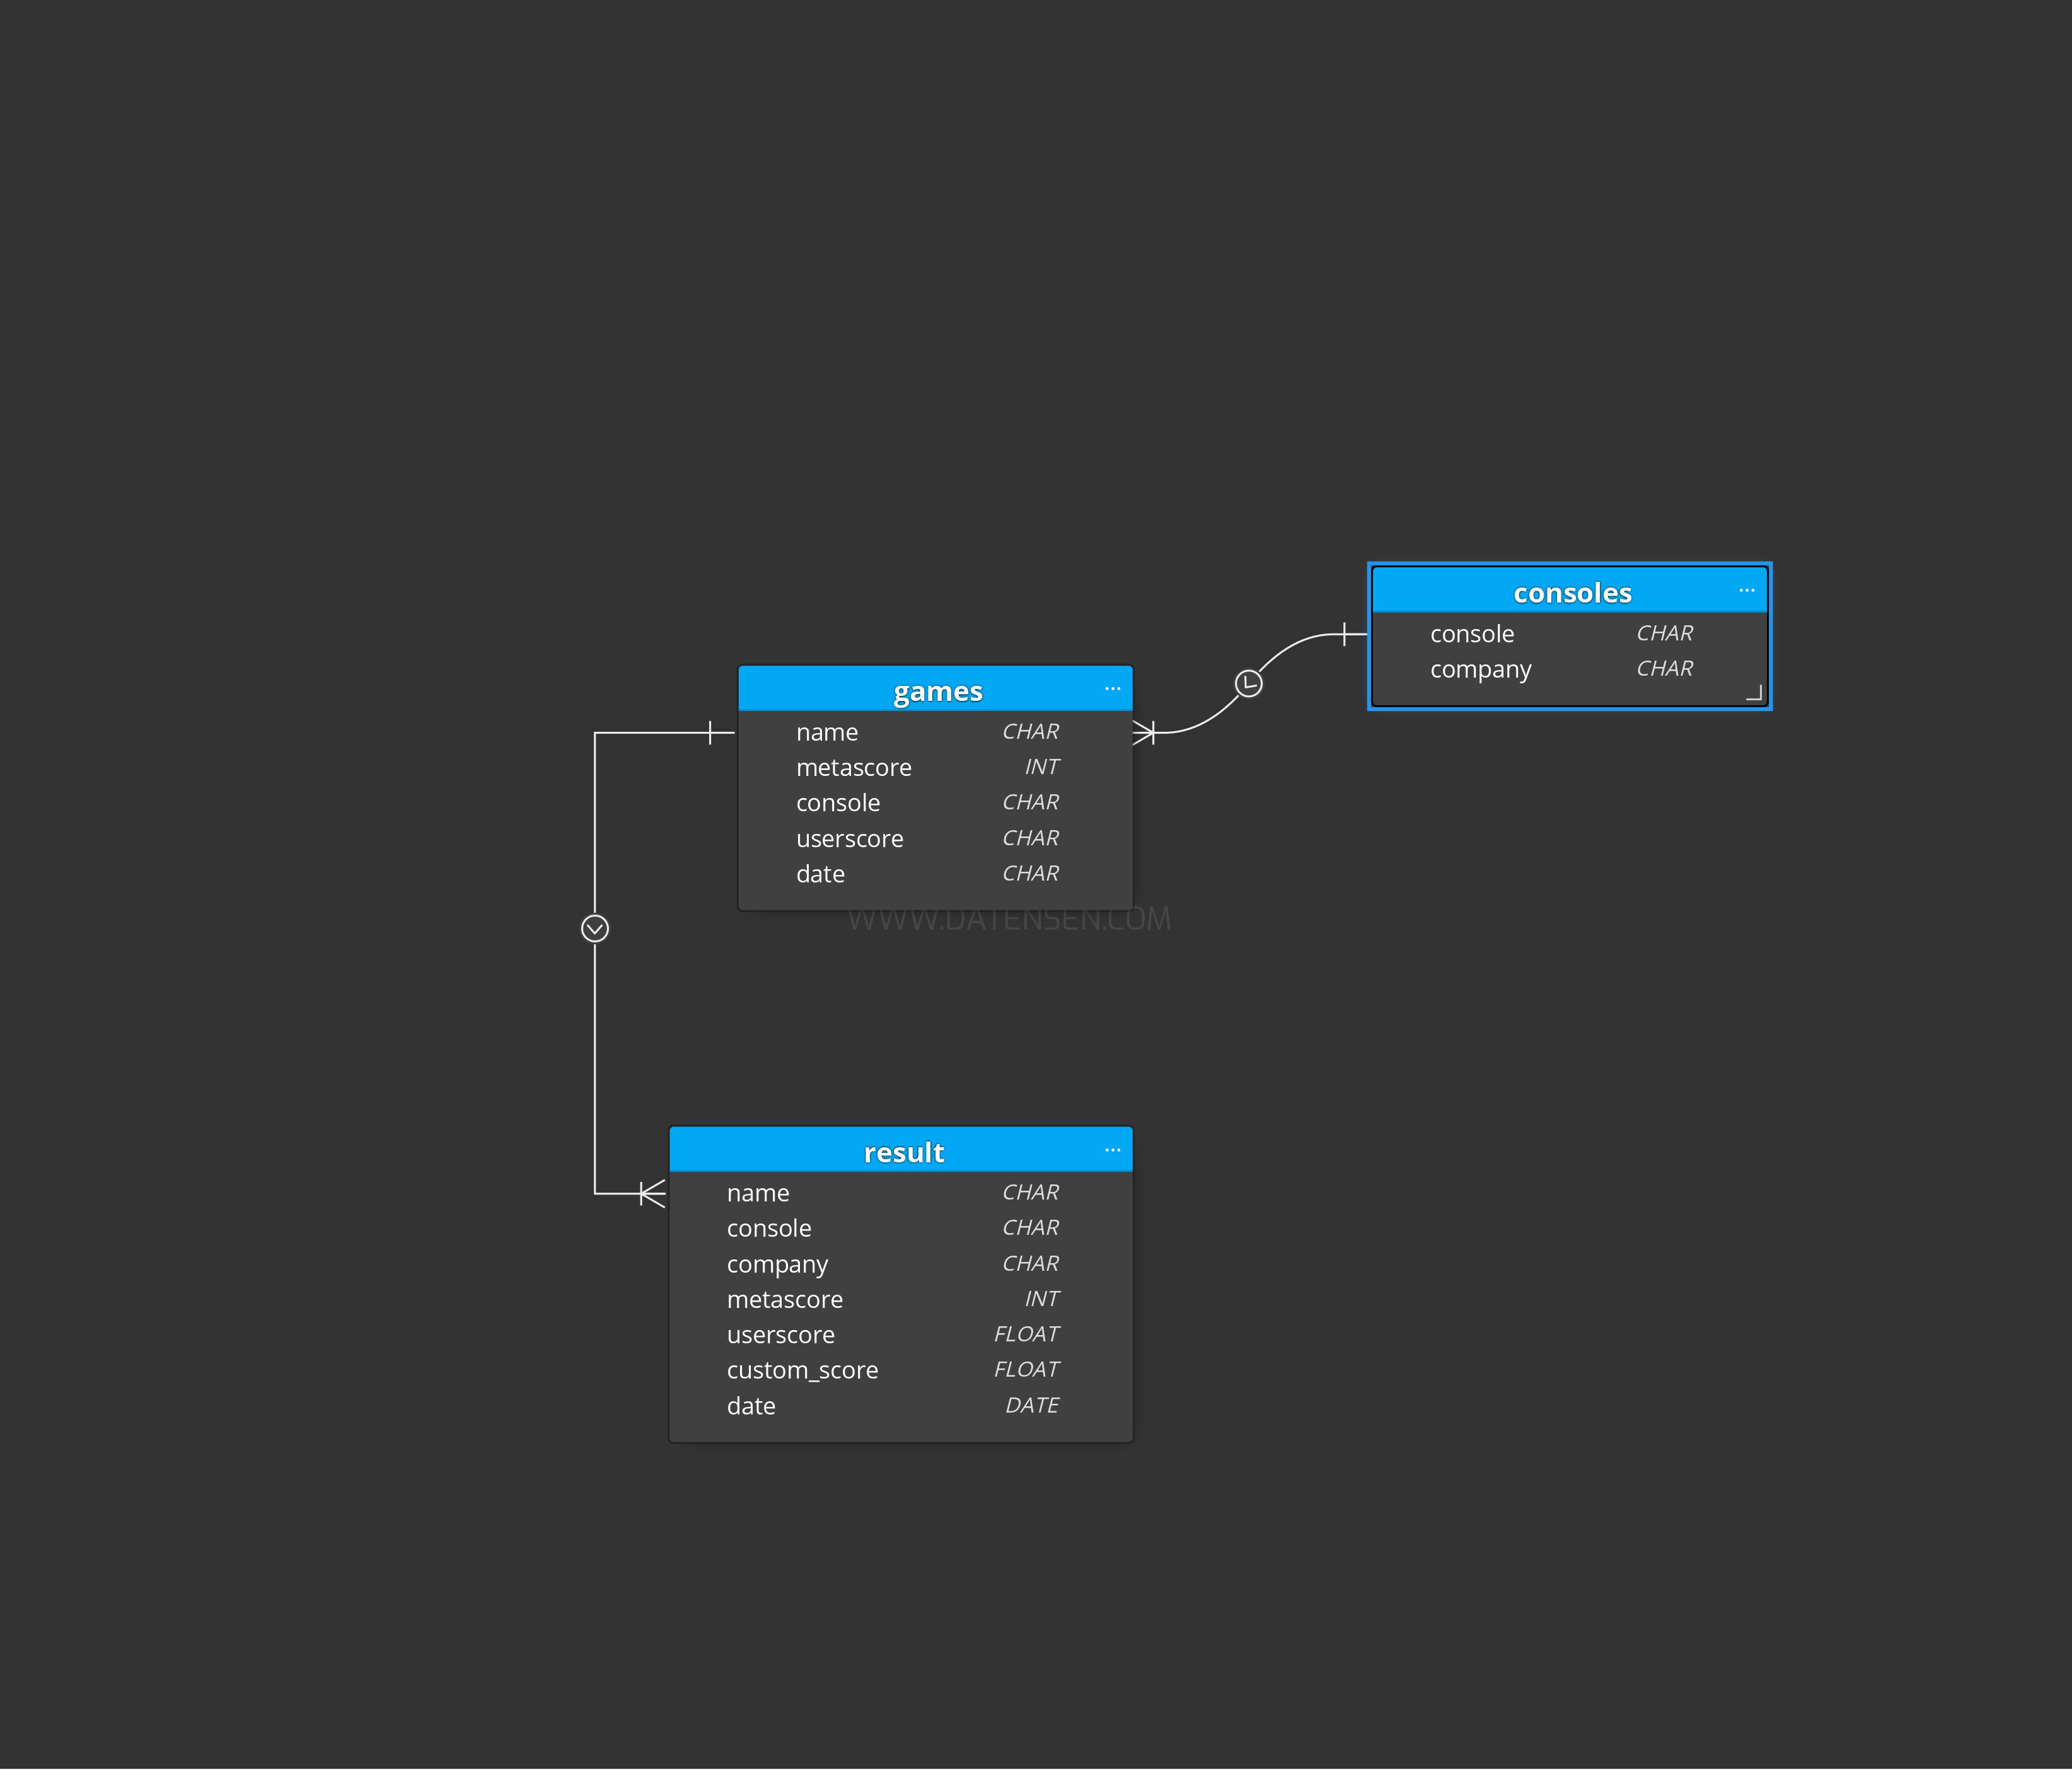 consoles
console CHAR
company CHAR
games
name CHAR
metascore INT
console CHAR
userscore CHAR
date CHAR
WWW.DATENSEN.COM
result
name CHAR
console CHAR
company CHAR
metascore INT
userscore FLOAT
custom_score FLOAT
date DATE